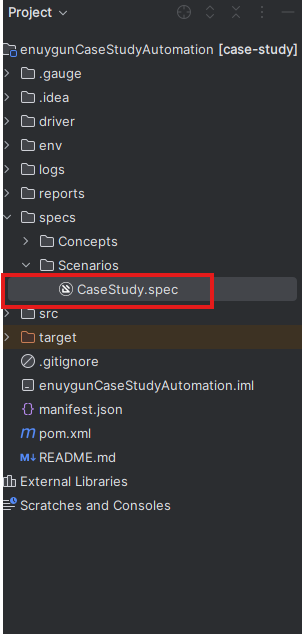 Project
enuygunCaseStudyAutomation [case-study]
.gauge
.idea
driver
env
logs
reports
specs
Concepts
Scenarios
CaseStudy.spec
src
target
.gitignore
enuygunCaseStudyAutomation.iml
manifest.json
m pom.xml
M↓ README.md
External Libraries
Scratches and Consoles